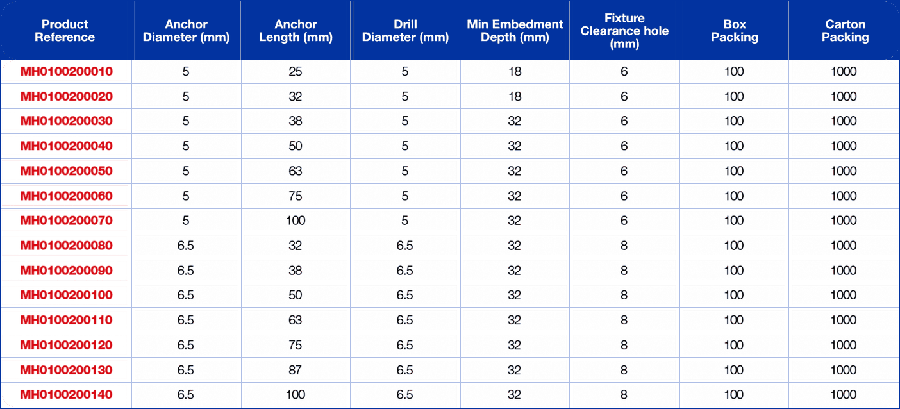 Product Reference Anchor Diameter (mm) Anchor Length (mm) Drill Diameter (mm) Min Embedment Depth (mm) Fixture Clearance hole (mm) Box Packing Carton Packing
MH0100200010 5 25 5 18 6 100 1000
MH0100200020 5 32 5 18 6 100 1000
MH0100200030 5 38 5 32 6 100 1000
MH0100200040 5 50 5 32 6 100 1000
MH0100200050 5 63 5 32 6 100 1000
MH0100200060 5 75 5 32 6 100 1000
MH0100200070 5 100 5 32 6 100 1000
MH0100200080 6.5 32 6.5 32 8 100 1000
MH0100200090 6.5 38 6.5 32 8 100 1000
MH0100200100 6.5 50 6.5 32 8 100 1000
MH0100200110 6.5 63 6.5 32 8 100 1000
MH0100200120 6.5 75 6.5 32 8 100 1000
MH0100200130 6.5 87 6.5 32 8 100 1000
MH0100200140 6.5 100 6.5 32 8 100 1000